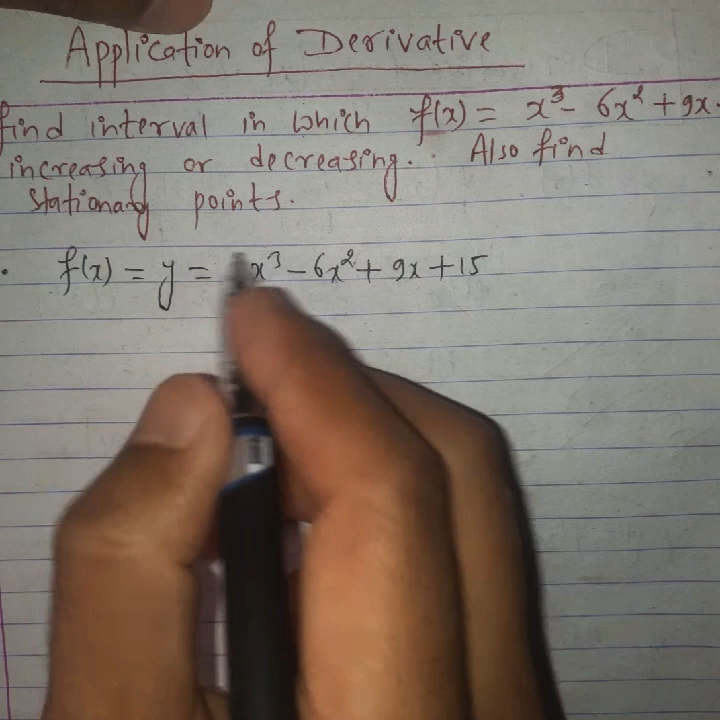 Application of Derivative
find interval in which f(x) = x³ - 6x² + 9x
increasing or decreasing. Also find
stationary points.
f(x) = y = x³ - 6x² + 9x + 15